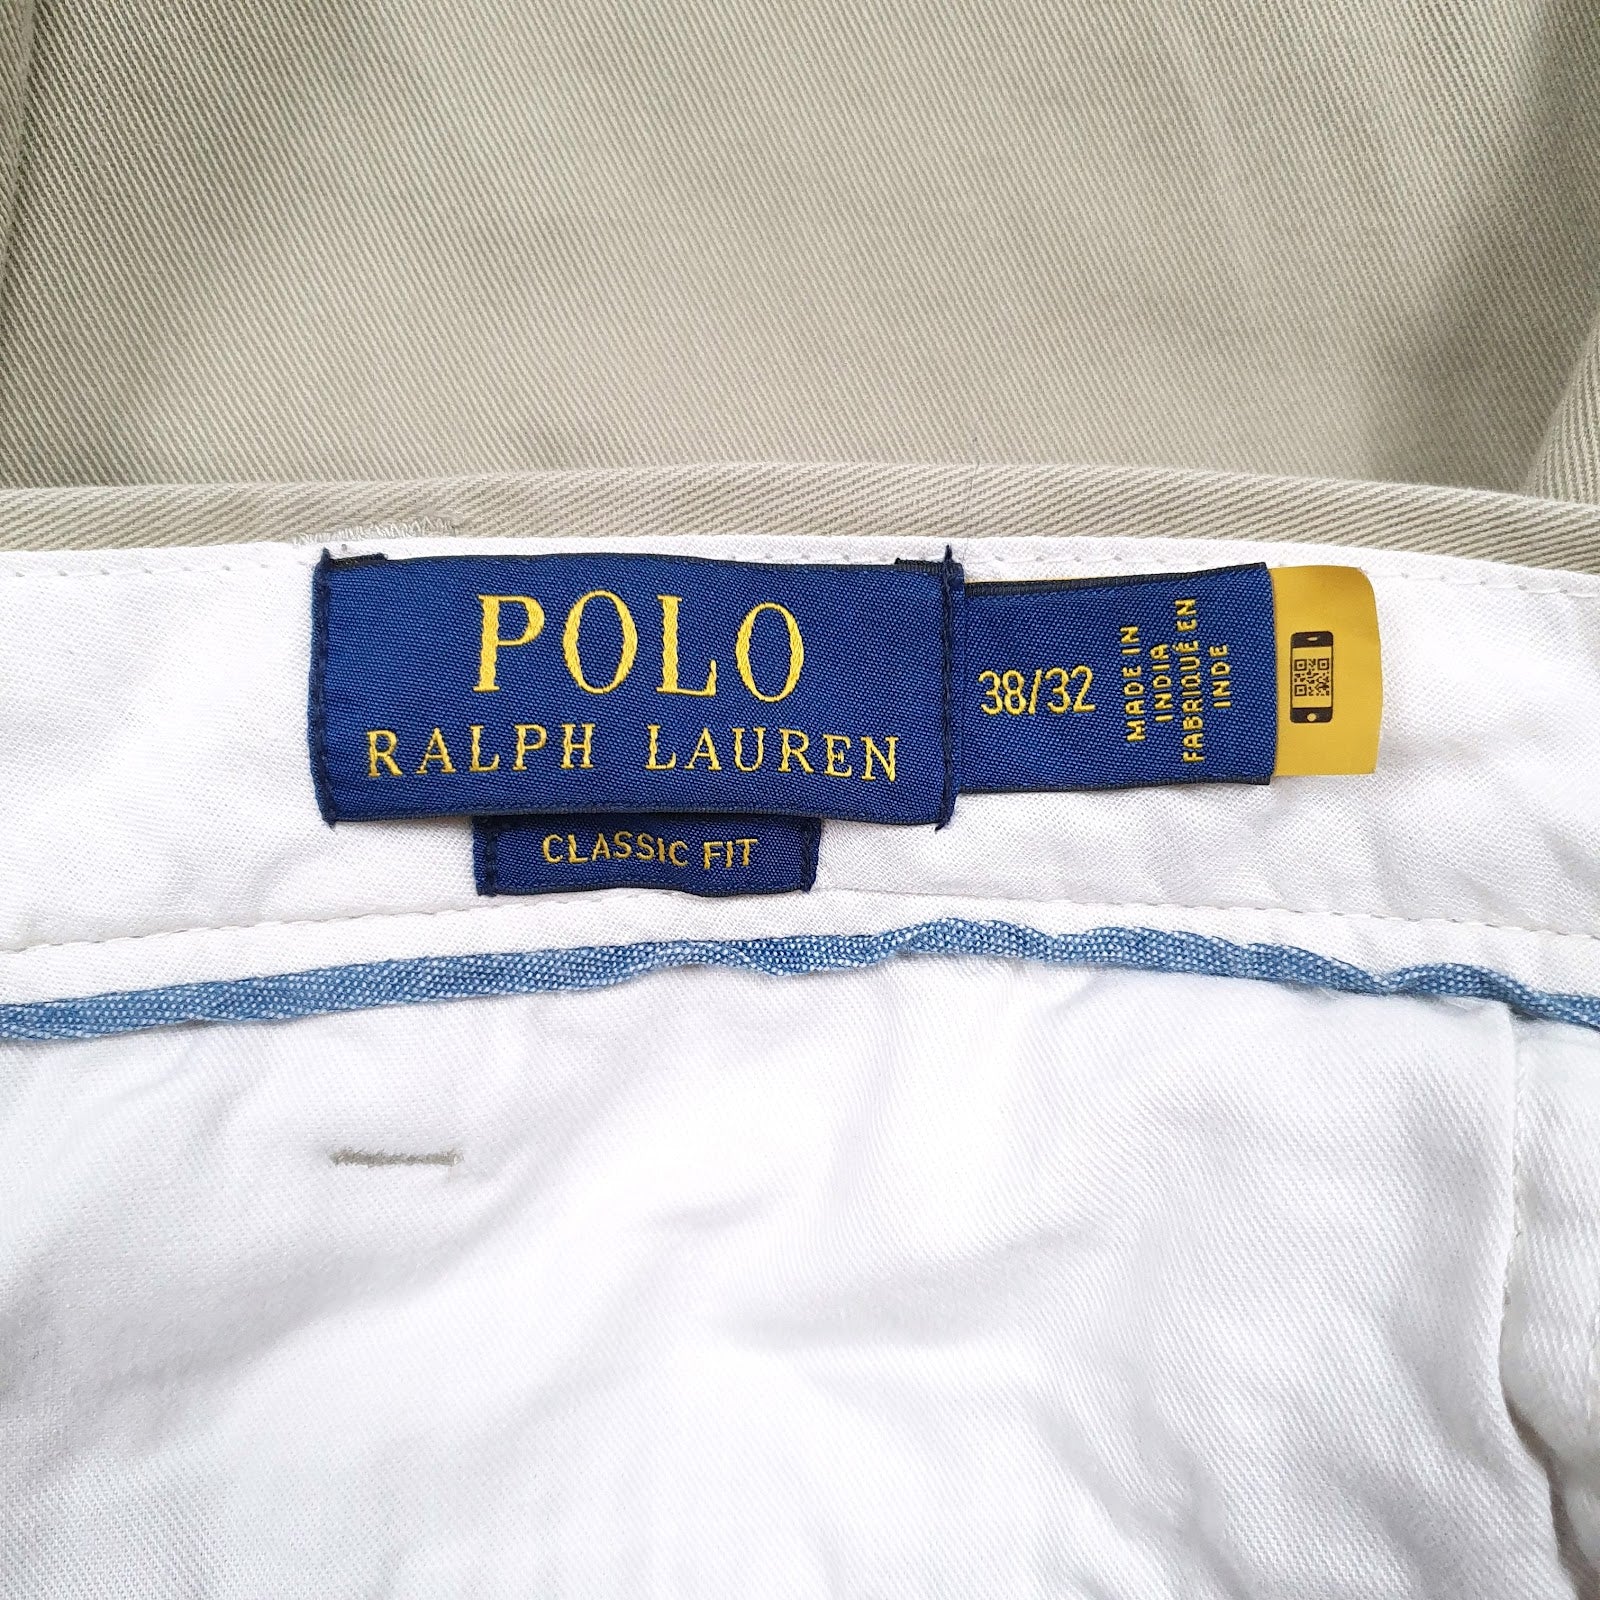 POLO
RALPH LAUREN
CLASSIC FIT
38/32
MADE IN
INDIA
FABRIQUÉ EN
INDE